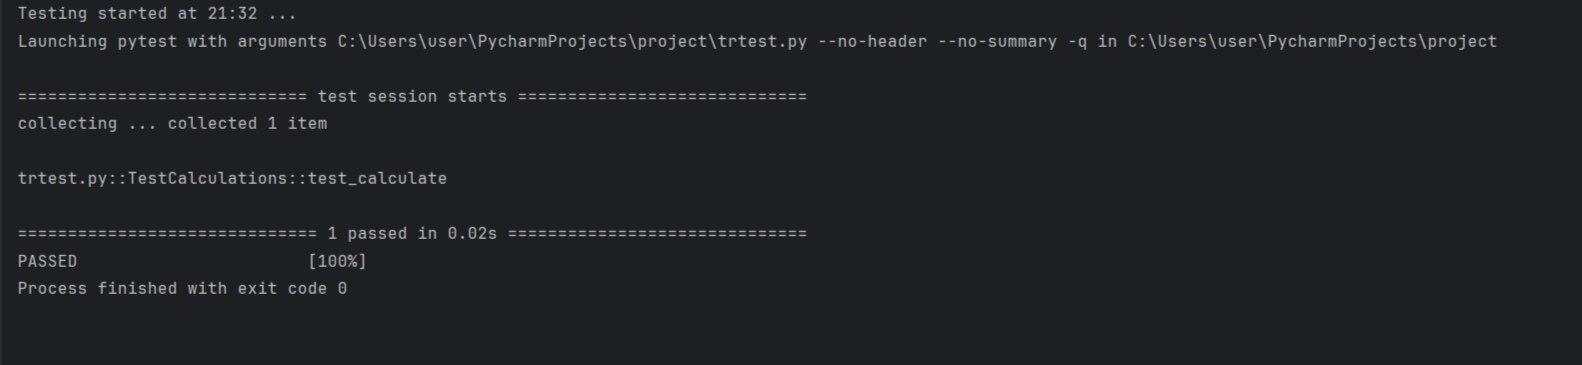 Testing started at 21:32 ...
Launching pytest with arguments C:\Users\user\PycharmProjects\project\trtest.py --no-header --no-summary -q in C:\Users\user\PycharmProjects\project
============================= test session starts =============================
collecting ... collected 1 item
trtest.py::TestCalculations::test_calculate
============================== 1 passed in 0.02s ==============================
PASSED                       [100%]
Process finished with exit code 0